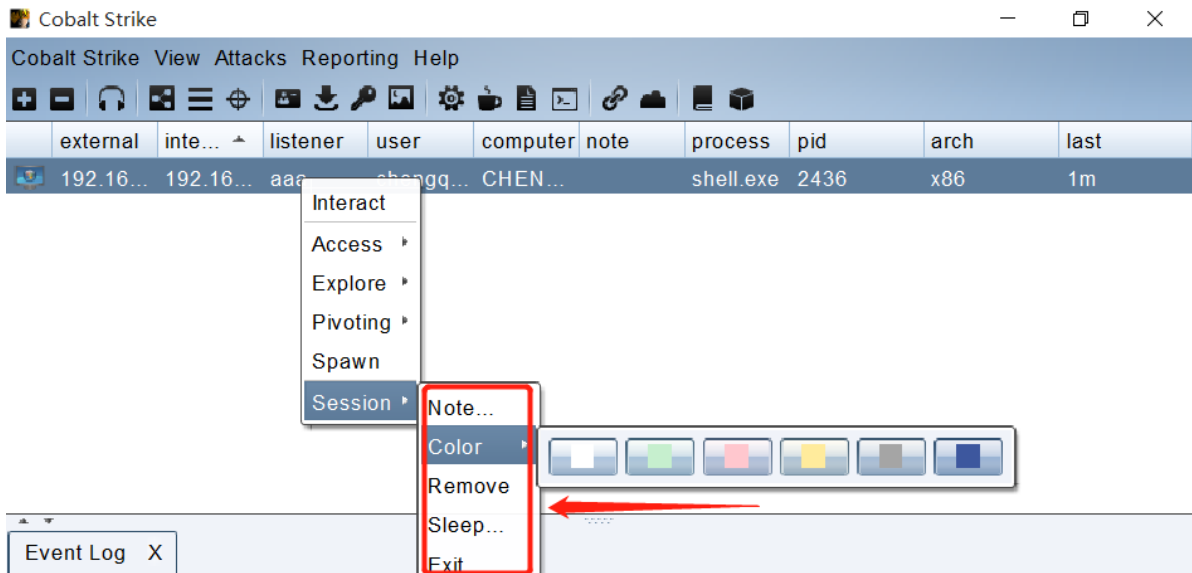 Cobalt Strike
Cobalt Strike View Attacks Reporting Help
external inte... listener user computer note process pid arch last
192.16... 192.16... aaa changq... CHEN... shell.exe 2436 x86 1m
Interact
Access
Explore
Pivoting
Spawn
Session
Note...
Color
Remove
Sleep...
Exit
Event Log X